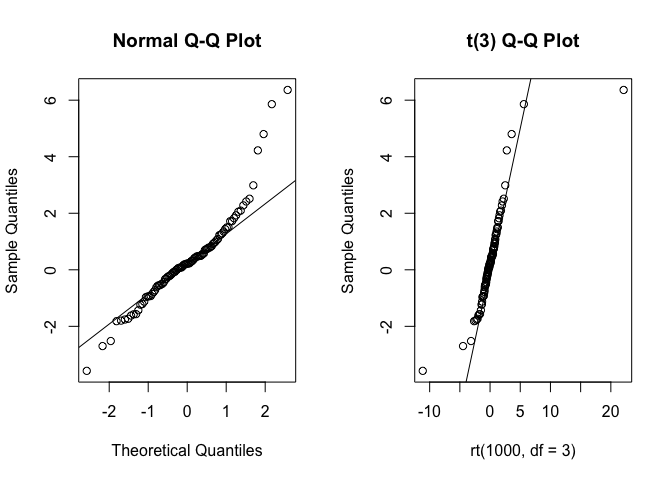 Normal Q-Q Plot
Sample Quantiles
-2 0 2 4 6
-2 -1 0 1 2
Theoretical Quantiles
t(3) Q-Q Plot
Sample Quantiles
-2 0 2 4 6
-10 0 5 10 20
rt(1000, df = 3)